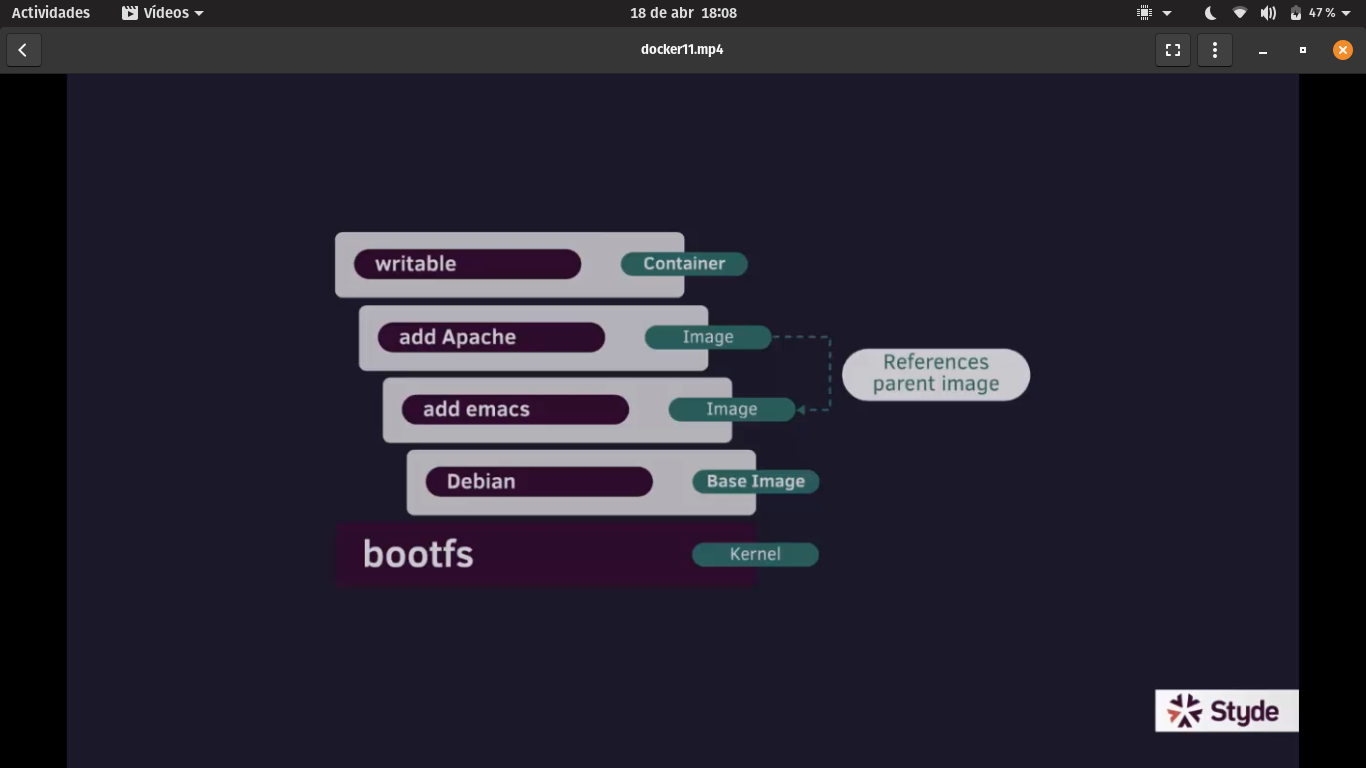 Actividades
Vídeos
18 de abr 18:08
47 %
docker11.mp4
writable
Container
add Apache
Image
References
parent image
add emacs
Image
Debian
Base Image
bootfs
Kernel
Styde